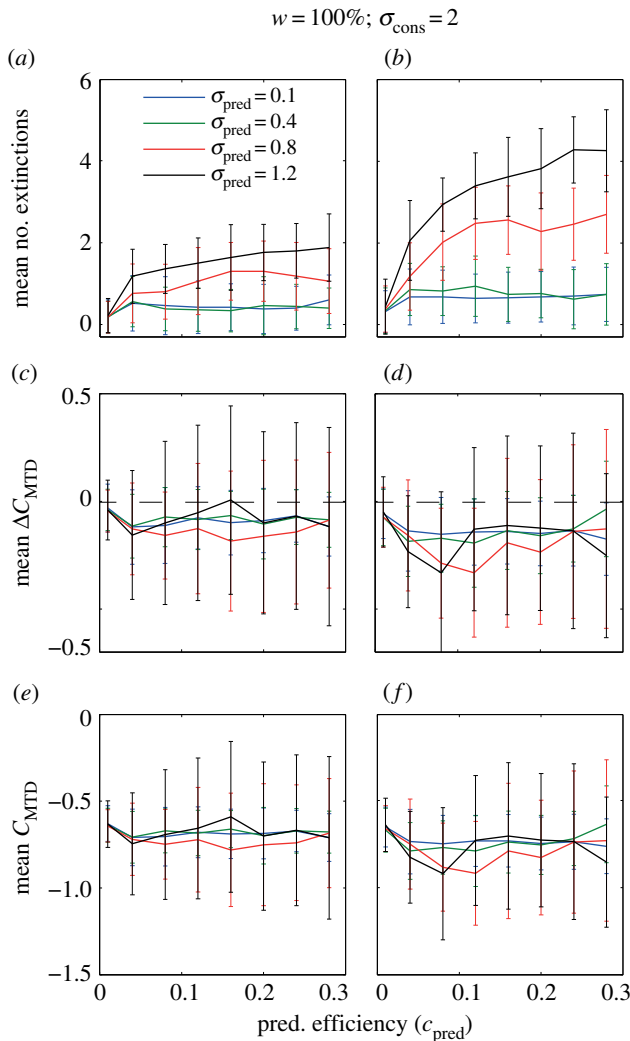 w = 100%; σcons = 2
(a)
(b)
6
4
2
0
mean no. extinctions
σpred = 0.1
σpred = 0.4
σpred = 0.8
σpred = 1.2
(c)
(d)
0.5
0
−0.5
mean ΔCMTD
(e)
(f)
0
−0.5
−1.0
−1.5
mean CMTD
0 0.1 0.2 0.3 0 0.1 0.2 0.3
pred. efficiency (cpred)